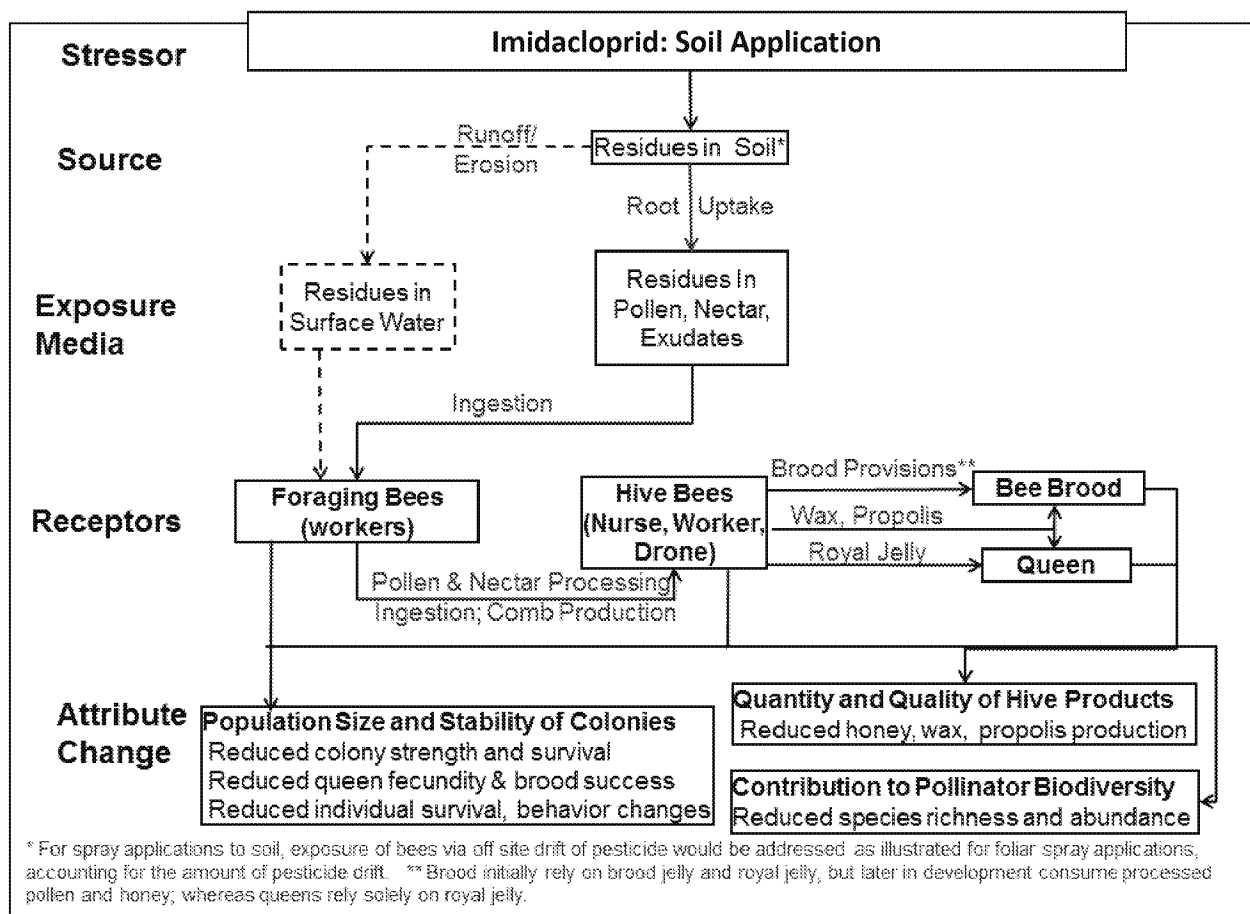 Stressor
Imidacloprid: Soil Application
Source
Runoff/
Erosion
Residues in Soil*
Root Uptake
Exposure
Media
Residues in
Surface Water
Residues In
Pollen, Nectar,
Exudates
Ingestion
Receptors
Foraging Bees
(workers)
Hive Bees
(Nurse, Worker,
Drone)
Brood Provisions**
Bee Brood
Wax, Propolis
Royal Jelly
Queen
Pollen & Nectar Processing
Ingestion; Comb Production
Attribute
Change
Population Size and Stability of Colonies
Reduced colony strength and survival
Reduced queen fecundity & brood success
Reduced individual survival, behavior changes
Quantity and Quality of Hive Products
Reduced honey, wax, propolis production
Contribution to Pollinator Biodiversity
Reduced species richness and abundance
* For spray applications to soil, exposure of bees via off site drift of pesticide would be addressed as illustrated for foliar spray applications,
accounting for the amount of pesticide drift. ** Brood initially rely on brood jelly and royal jelly, but later in development consume processed
pollen and honey; whereas queens rely solely on royal jelly.